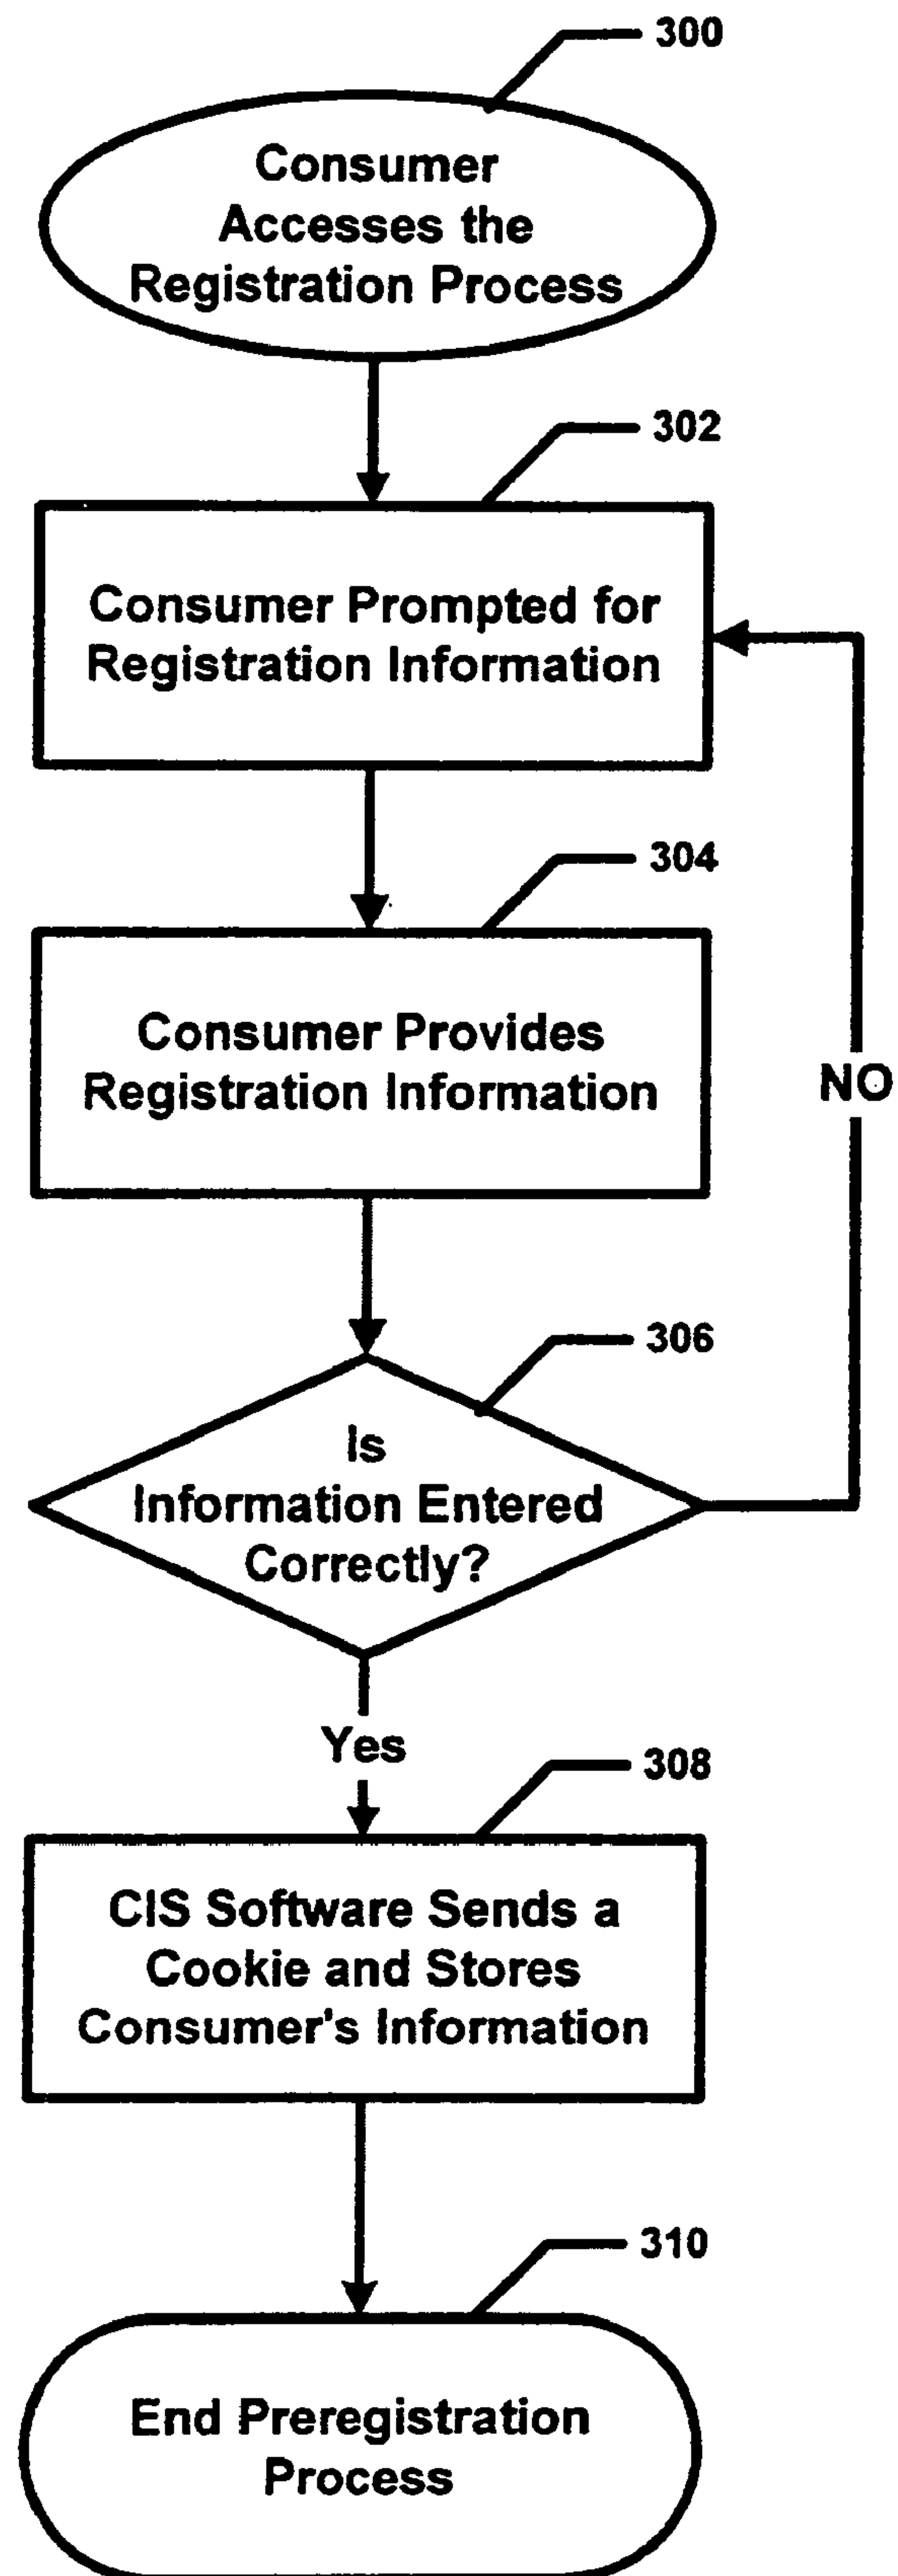 300
Consumer
Accesses the
Registration Process
302
Consumer Prompted for
Registration Information
304
Consumer Provides
Registration Information
NO
306
Is
Information Entered
Correctly?
Yes
308
CIS Software Sends a
Cookie and Stores
Consumer's Information
310
End Preregistration
Process